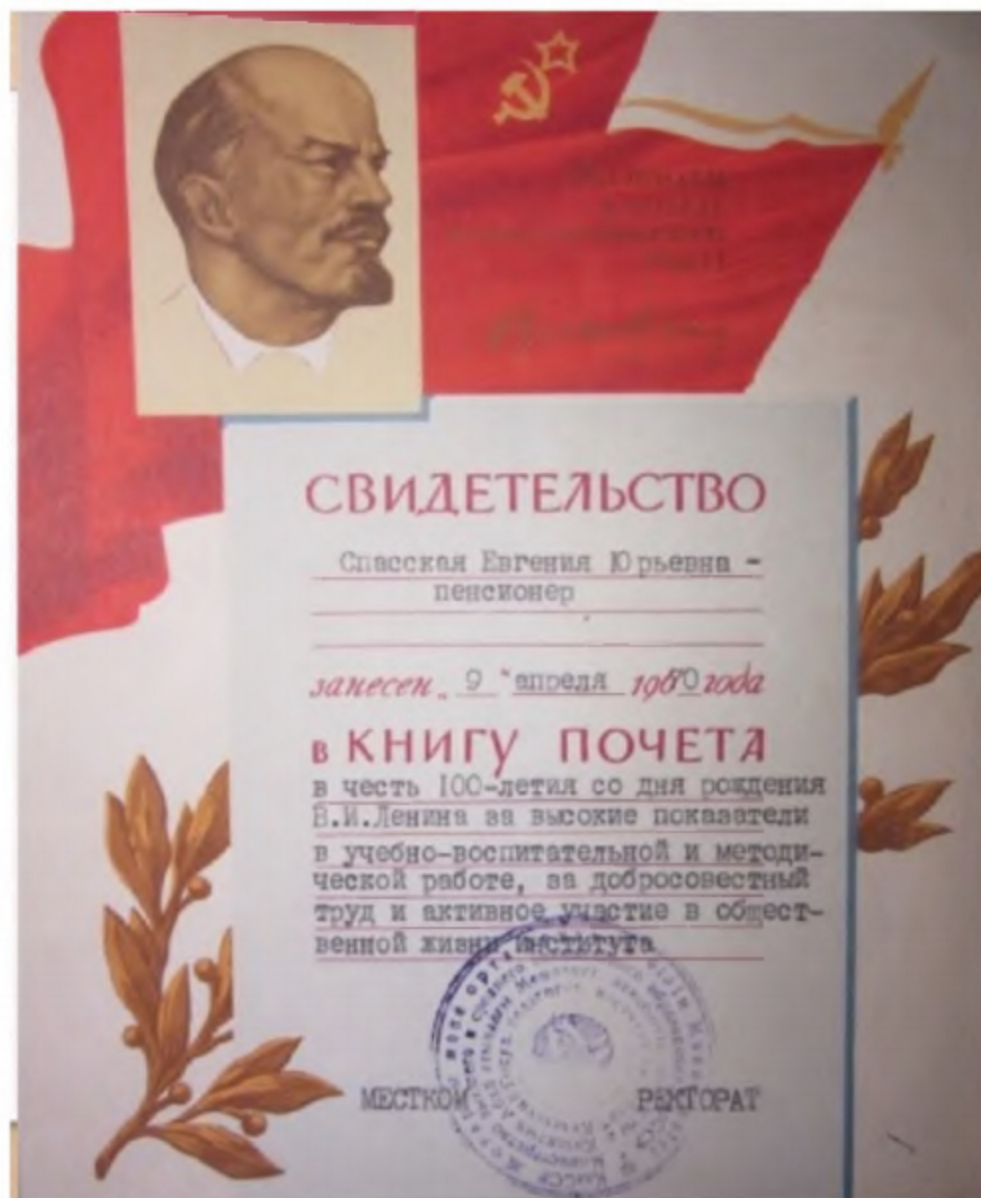 СВИДЕТЕЛЬСТВО
Спасская Евгения Юрьевна -
пенсионер
занесен „ 9 " апреля 1970 года
в КНИГУ ПОЧЕТА
в честь 100-летия со дня рождения
В.И.Ленина за высокие показатели
в учебно-воспитательной и методи-
ческой работе, за добросовестный
труд и активное участие в общест-
венной жизни института
МЕСТКОМ РЕКТОРАТ